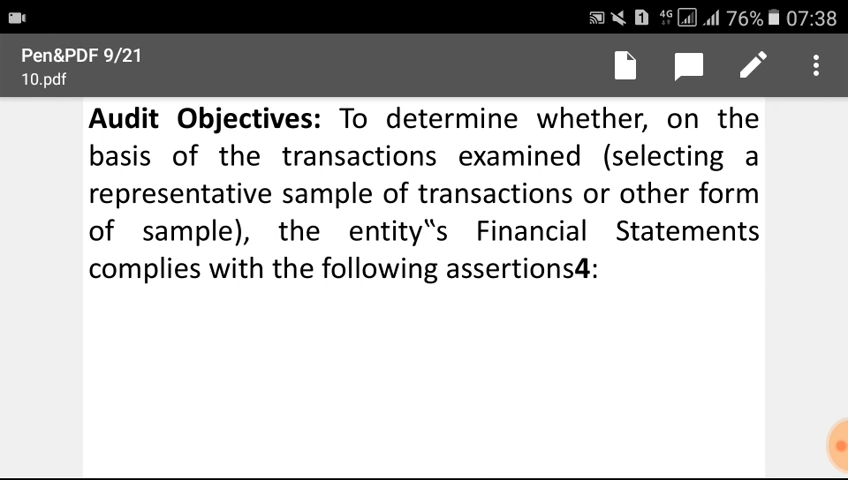 4G 1 76% 07:38
Pen&PDF 9/21
10.pdf
Audit Objectives: To determine whether, on the
basis of the transactions examined (selecting a
representative sample of transactions or other form
of sample), the entity‟s Financial Statements
complies with the following assertions4: